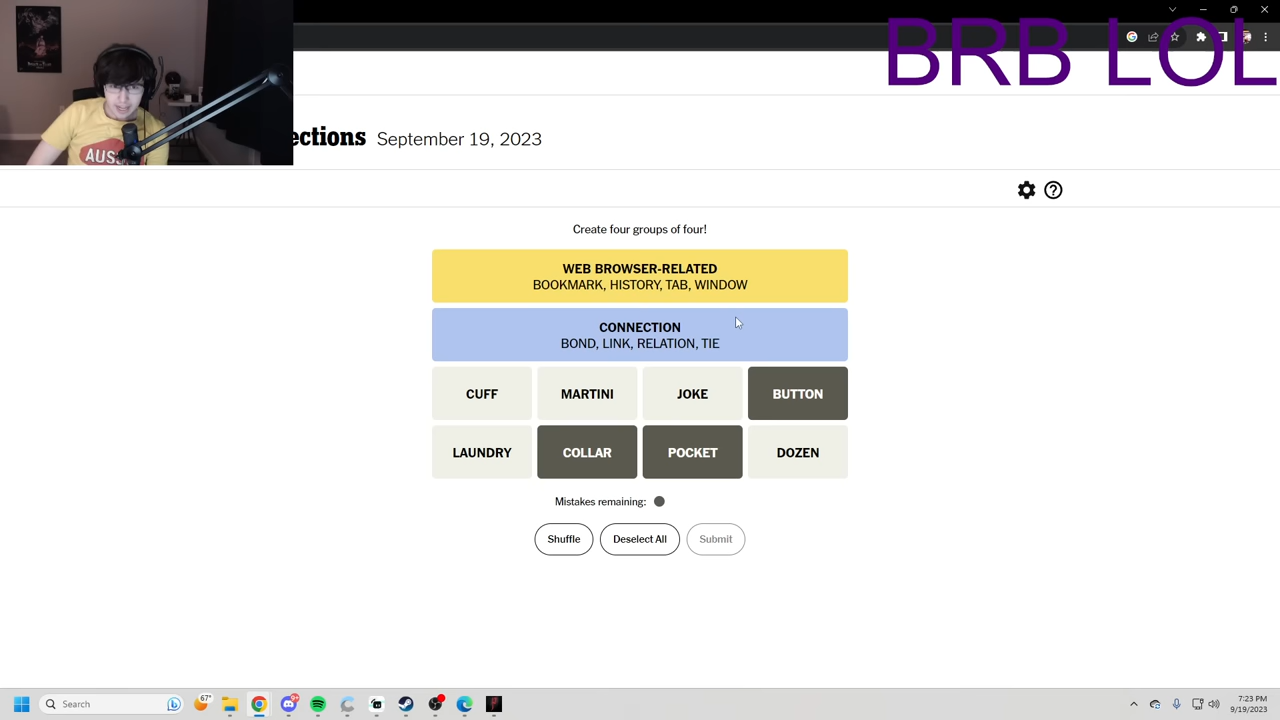 BRB LOL
ections September 19, 2023
Create four groups of four!
WEB BROWSER-RELATED
BOOKMARK, HISTORY, TAB, WINDOW
CONNECTION
BOND, LINK, RELATION, TIE
CUFF MARTINI JOKE BUTTON
LAUNDRY COLLAR POCKET DOZEN
Mistakes remaining:
Shuffle Deselect All Submit
Search 67° 7:23 PM
9/19/2023